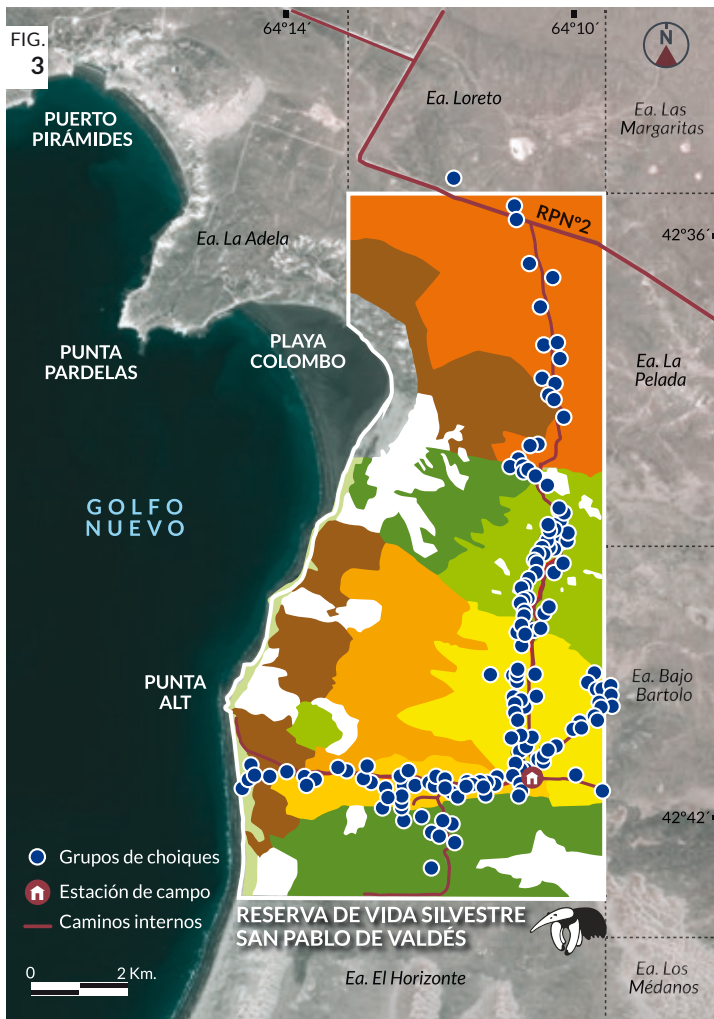 FIG.
3
64°14´
64°10´
N
PUERTO
PIRÁMIDES
Ea. Loreto
Ea. Las
Margaritas
RPN°2
42°36´
Ea. La Adela
PUNTA
PARDELAS
PLAYA
COLOMBO
Ea. La
Pelada
GOLFO
NUEVO
PUNTA
ALT
Ea. Bajo
Bartolo
42°42´
Grupos de choiques
Estación de campo
Caminos internos
RESERVA DE VIDA SILVESTRE
SAN PABLO DE VALDÉS
0 2 Km.
Ea. El Horizonte
Ea. Los
Médanos